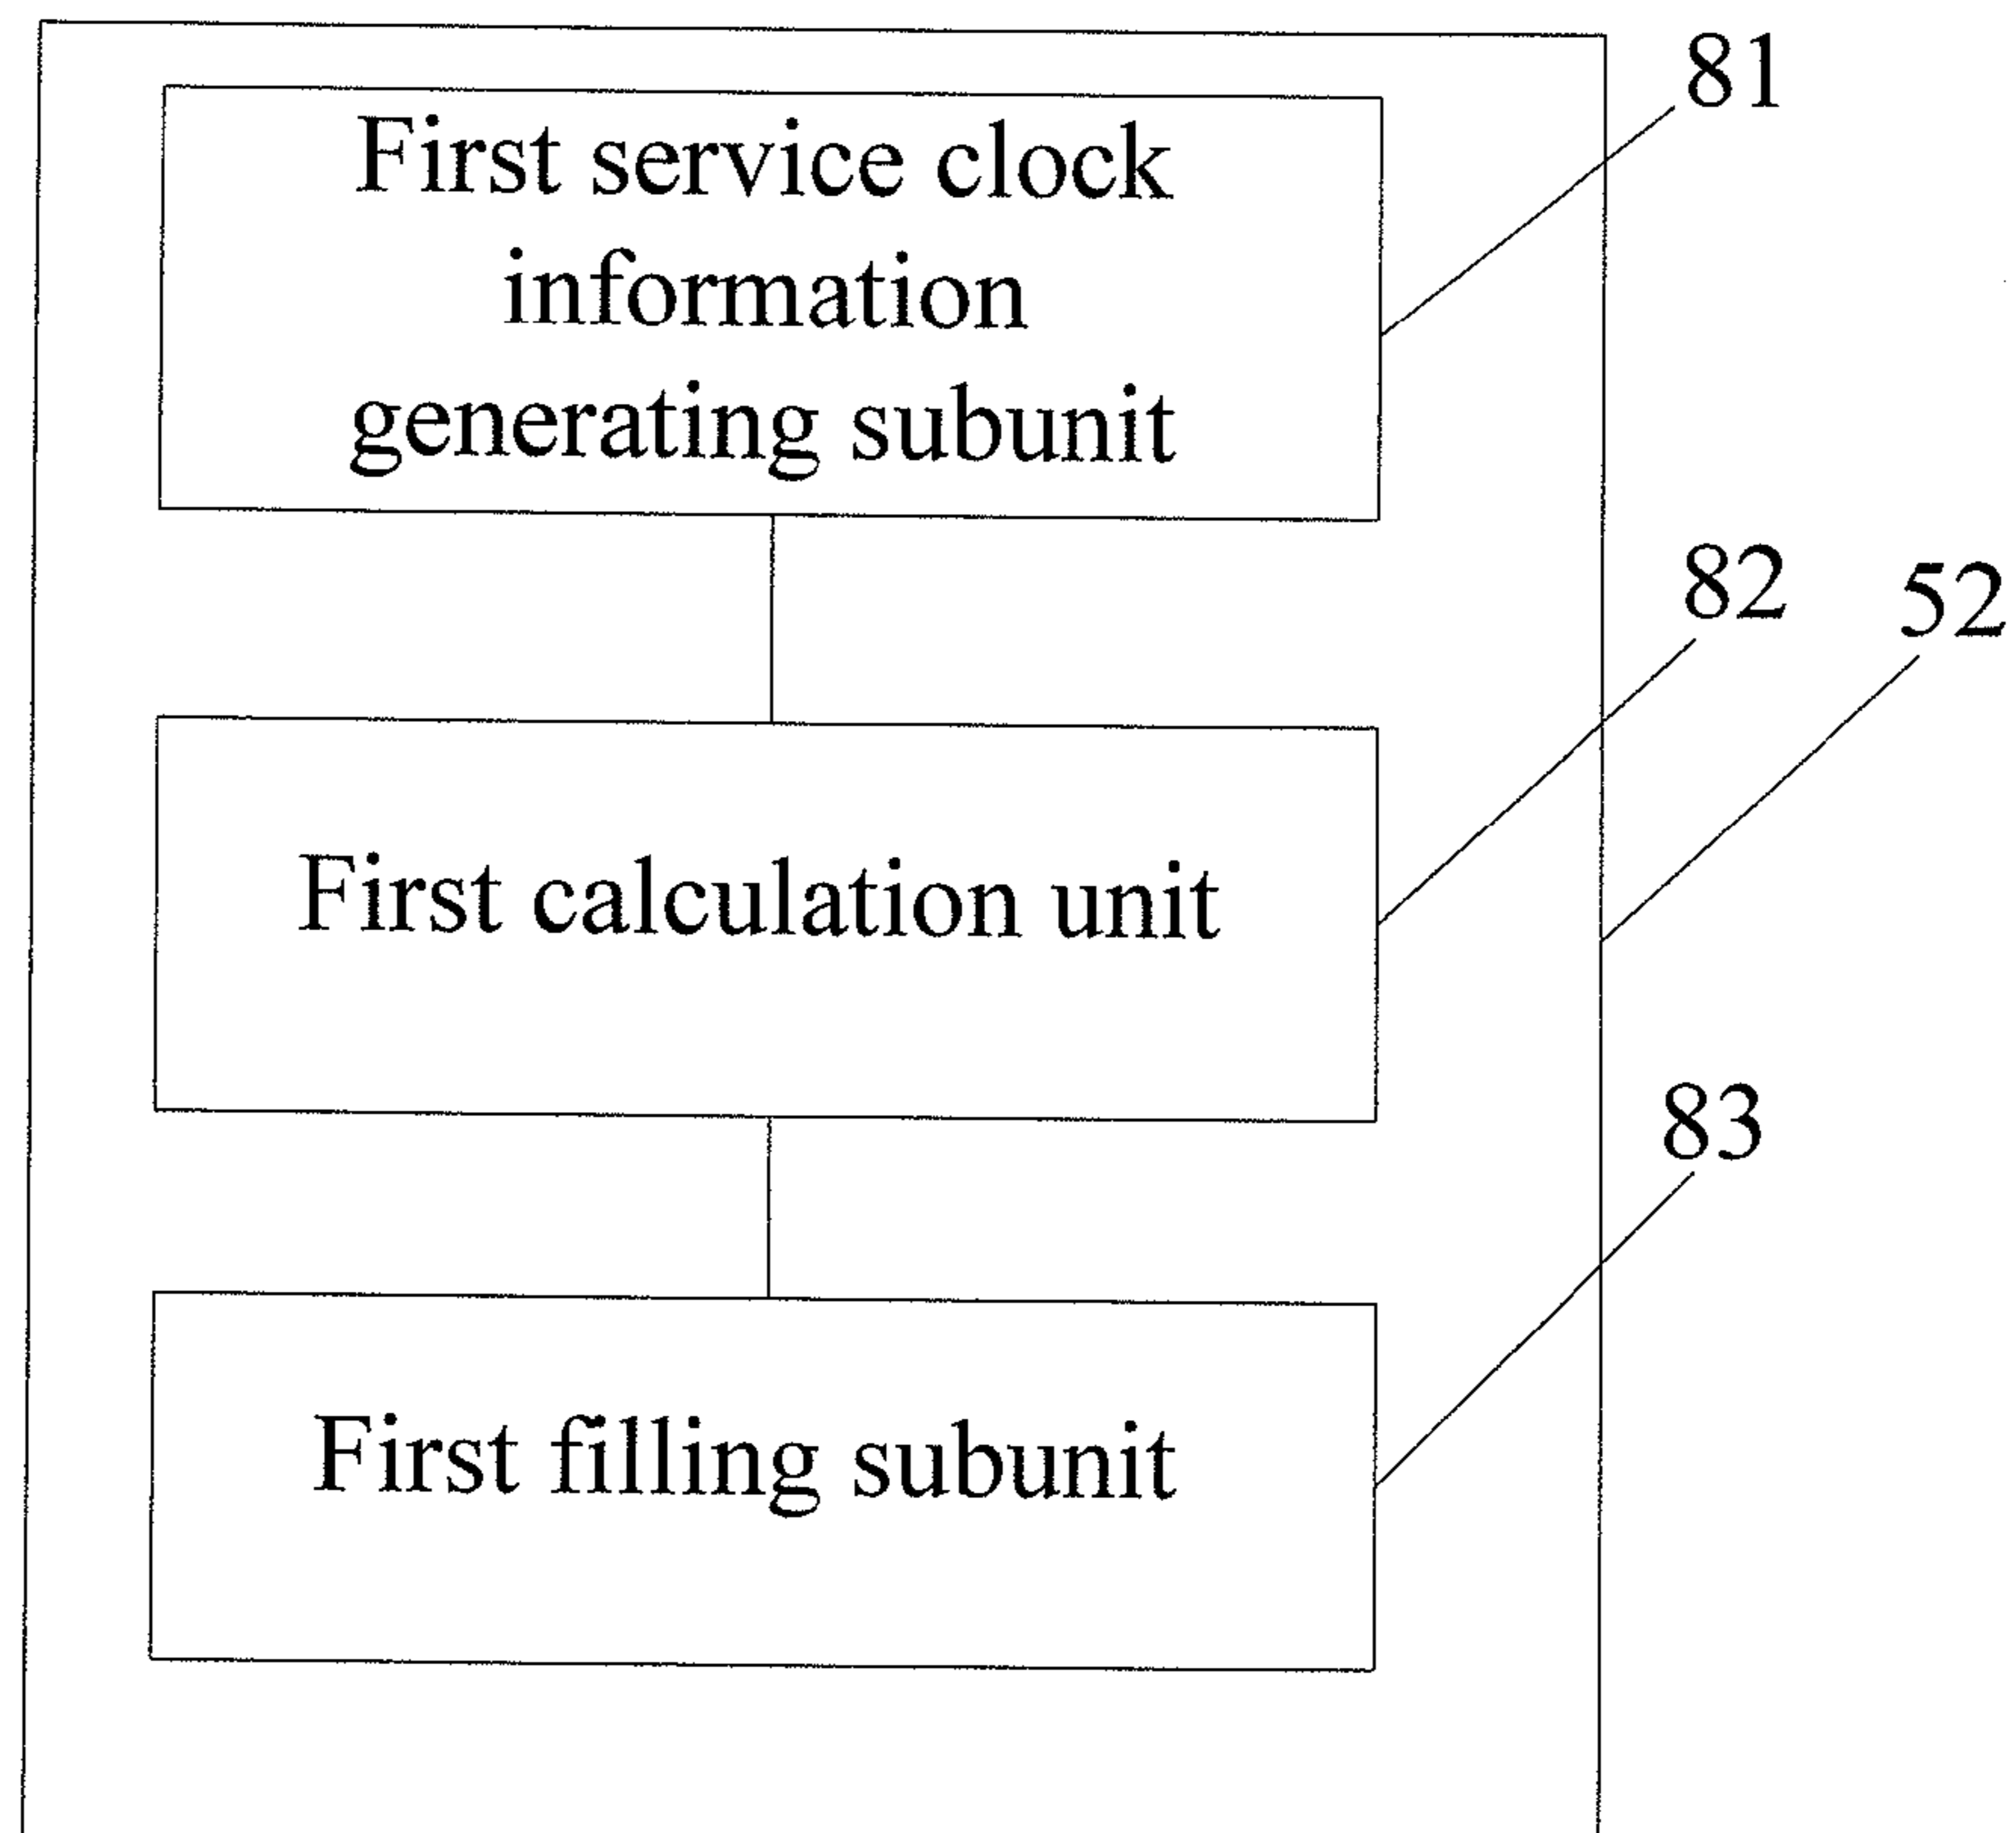 81
First service clock
information
generating subunit
82
52
First calculation unit
83
First filling subunit